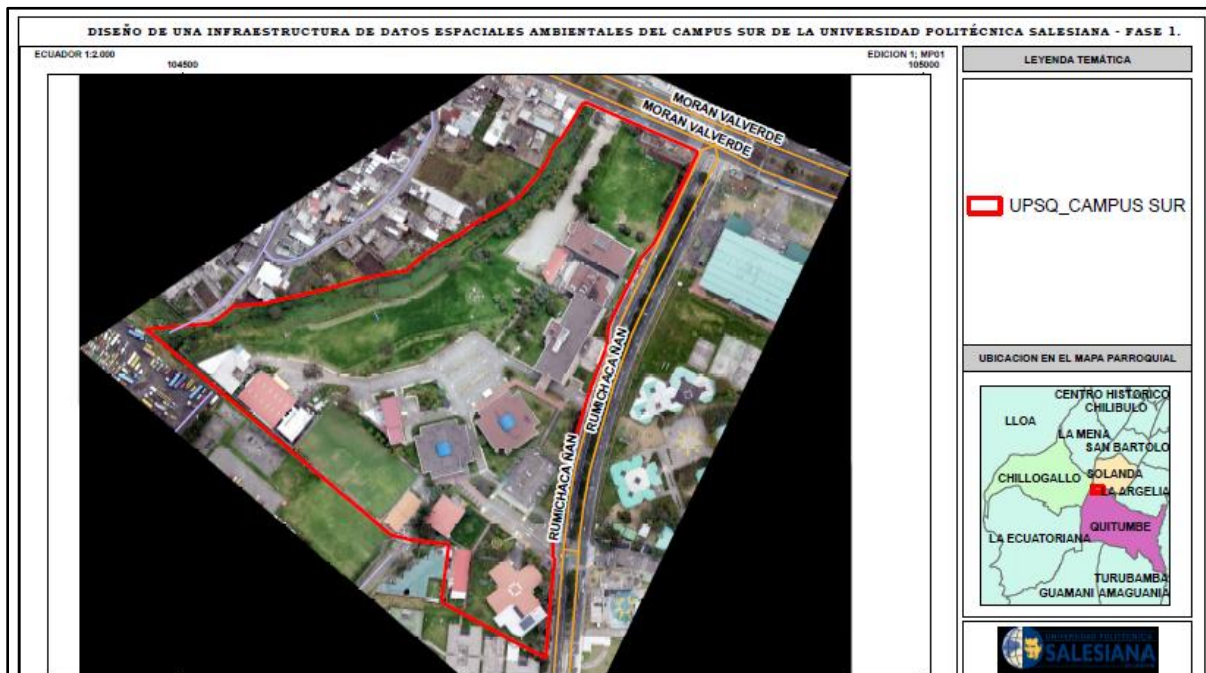 DISEÑO DE UNA INFRAESTRUCTURA DE DATOS ESPACIALES AMBIENTALES DEL CAMPUS SUR DE LA UNIVERSIDAD POLITÉCNICA SALESIANA - FASE 1.
ECUADOR 1:2.000
EDICION 1; MP01
104500
105000
MORAN VALVERDE
MORAN VALVERDE
RUMICHACA ÑAN
RUMICHACA ÑAN
LEYENDA TEMÁTICA
UPSQ_CAMPUS SUR
UBICACION EN EL MAPA PARROQUIAL
CENTRO HISTORICO
CHILIBULO
LLOA
LA MENA
SAN BARTOLO
SOLANDA
CHILLOGALLO
LA ARGELIA
QUITUMBE
LA ECUATORIANA
TURUBAMBA
GUAMANI
AMAGUANIA
UNIVERSIDAD POLITÉCNICA
SALESIANA